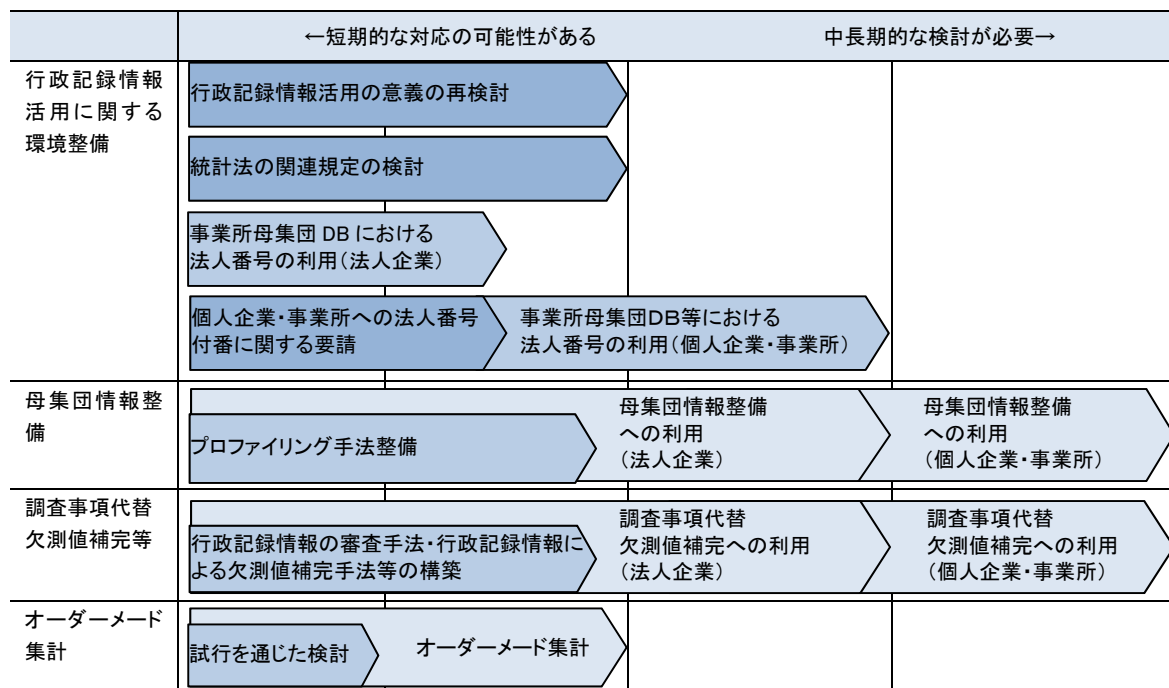 ←短期的な対応の可能性がある
中長期的な検討が必要→
行政記録情報
活用に関する
環境整備
行政記録情報活用の意義の再検討
統計法の関連規定の検討
事業所母集団 DB における
法人番号の利用(法人企業)
個人企業・事業所への法人番号
付番に関する要請
事業所母集団DB等における
法人番号の利用(個人企業・事業所)
母集団情報整
備
プロファイリング手法整備
母集団情報整備
への利用
(法人企業)
母集団情報整備
への利用
(個人企業・事業所)
調査事項代替
欠測値補完等
行政記録情報の審査手法・行政記録情報に
よる欠測値補完手法等の構築
調査事項代替
欠測値補完への利用
(法人企業)
調査事項代替
欠測値補完への利用
(個人企業・事業所)
オーダーメード
集計
試行を通じた検討
オーダーメード集計